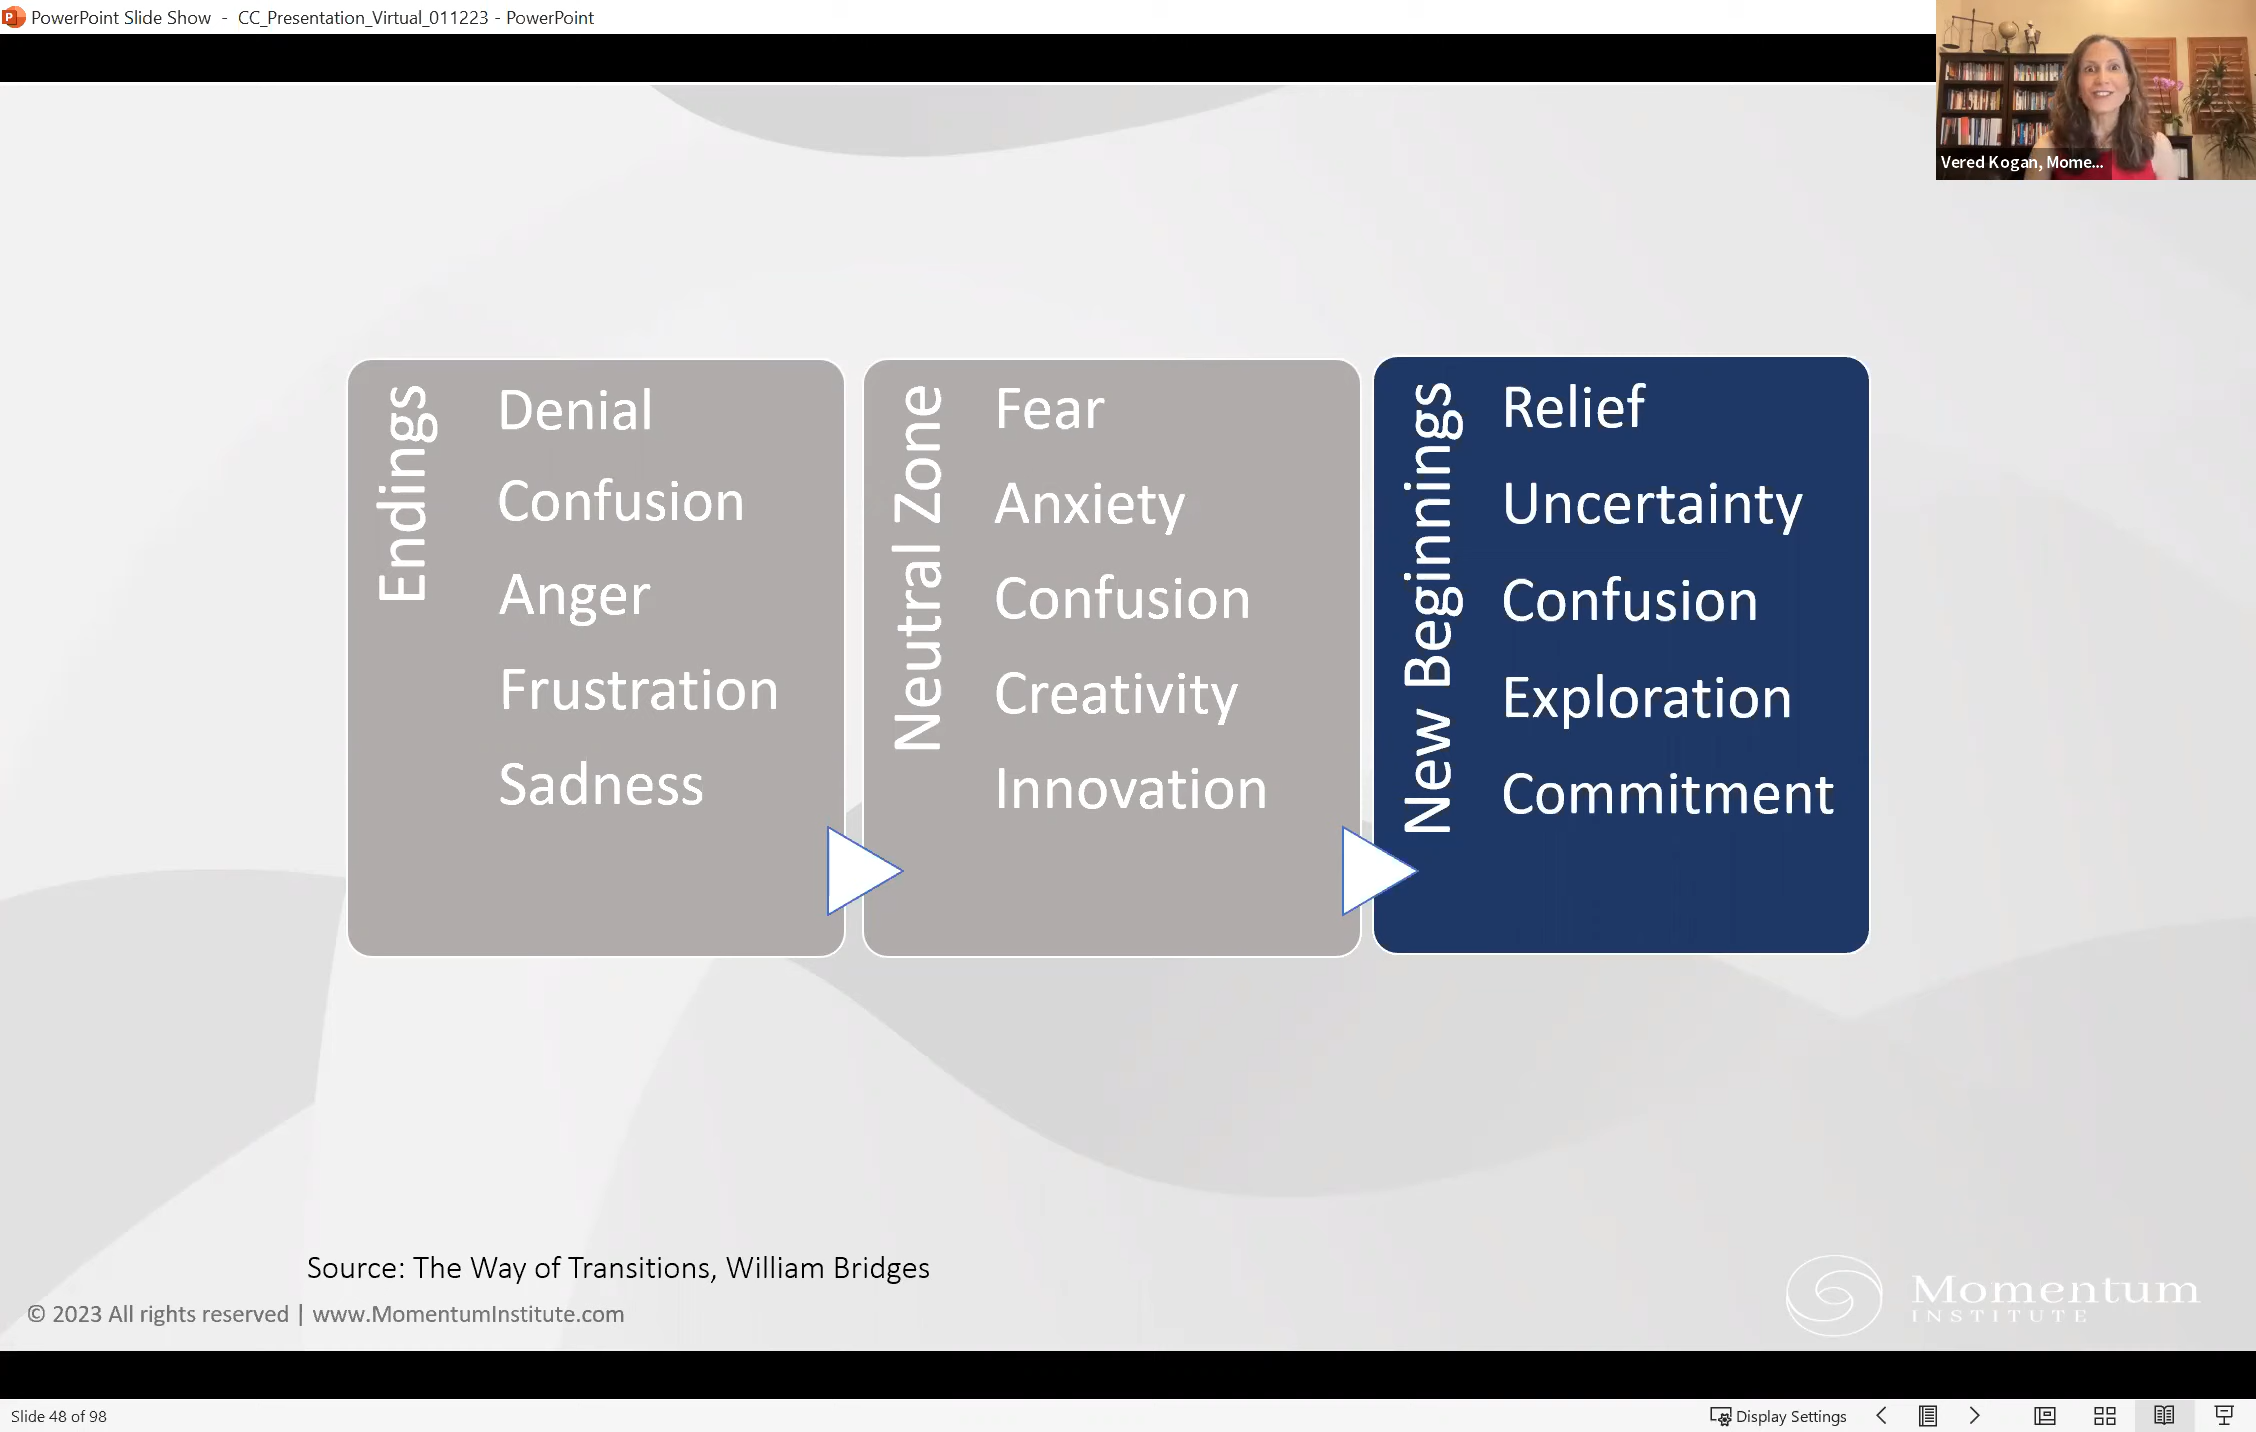 PowerPoint Slide Show - CC_Presentation_Virtual_011223 - PowerPoint
Vered Kogan, Mome...
Endings
Denial
Confusion
Anger
Frustration
Sadness
Neutral Zone
Fear
Anxiety
Confusion
Creativity
Innovation
New Beginnings
Relief
Uncertainty
Confusion
Exploration
Commitment
Source: The Way of Transitions, William Bridges
© 2023 All rights reserved | www.MomentumInstitute.com
Momentum
INSTITUTE
Slide 48 of 98
Display Settings